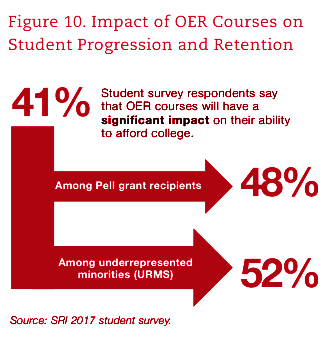 Figure 10. Impact of OER Courses on
Student Progression and Retention
41%
Student survey respondents say
that OER courses will have a
significant impact on their ability
to afford college.
Among Pell grant recipients
48%
Among underrepresented
minorities (URMS)
52%
Source: SRI 2017 student survey.